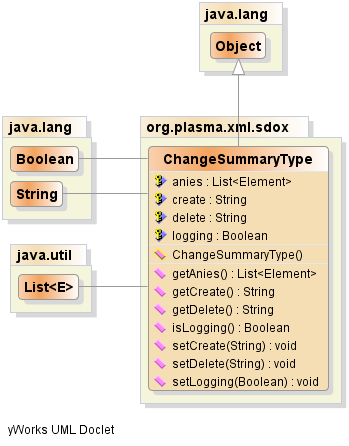 java.lang
Object
java.lang
Boolean
String
java.util
List<E>
org.plasma.xml.sdox
ChangeSummaryType
anies : List<Element>
create : String
delete : String
logging : Boolean
ChangeSummaryType()
getAnies() : List<Element>
getCreate() : String
getDelete() : String
isLogging() : Boolean
setCreate(String) : void
setDelete(String) : void
setLogging(Boolean) : void
yWorks UML Doclet